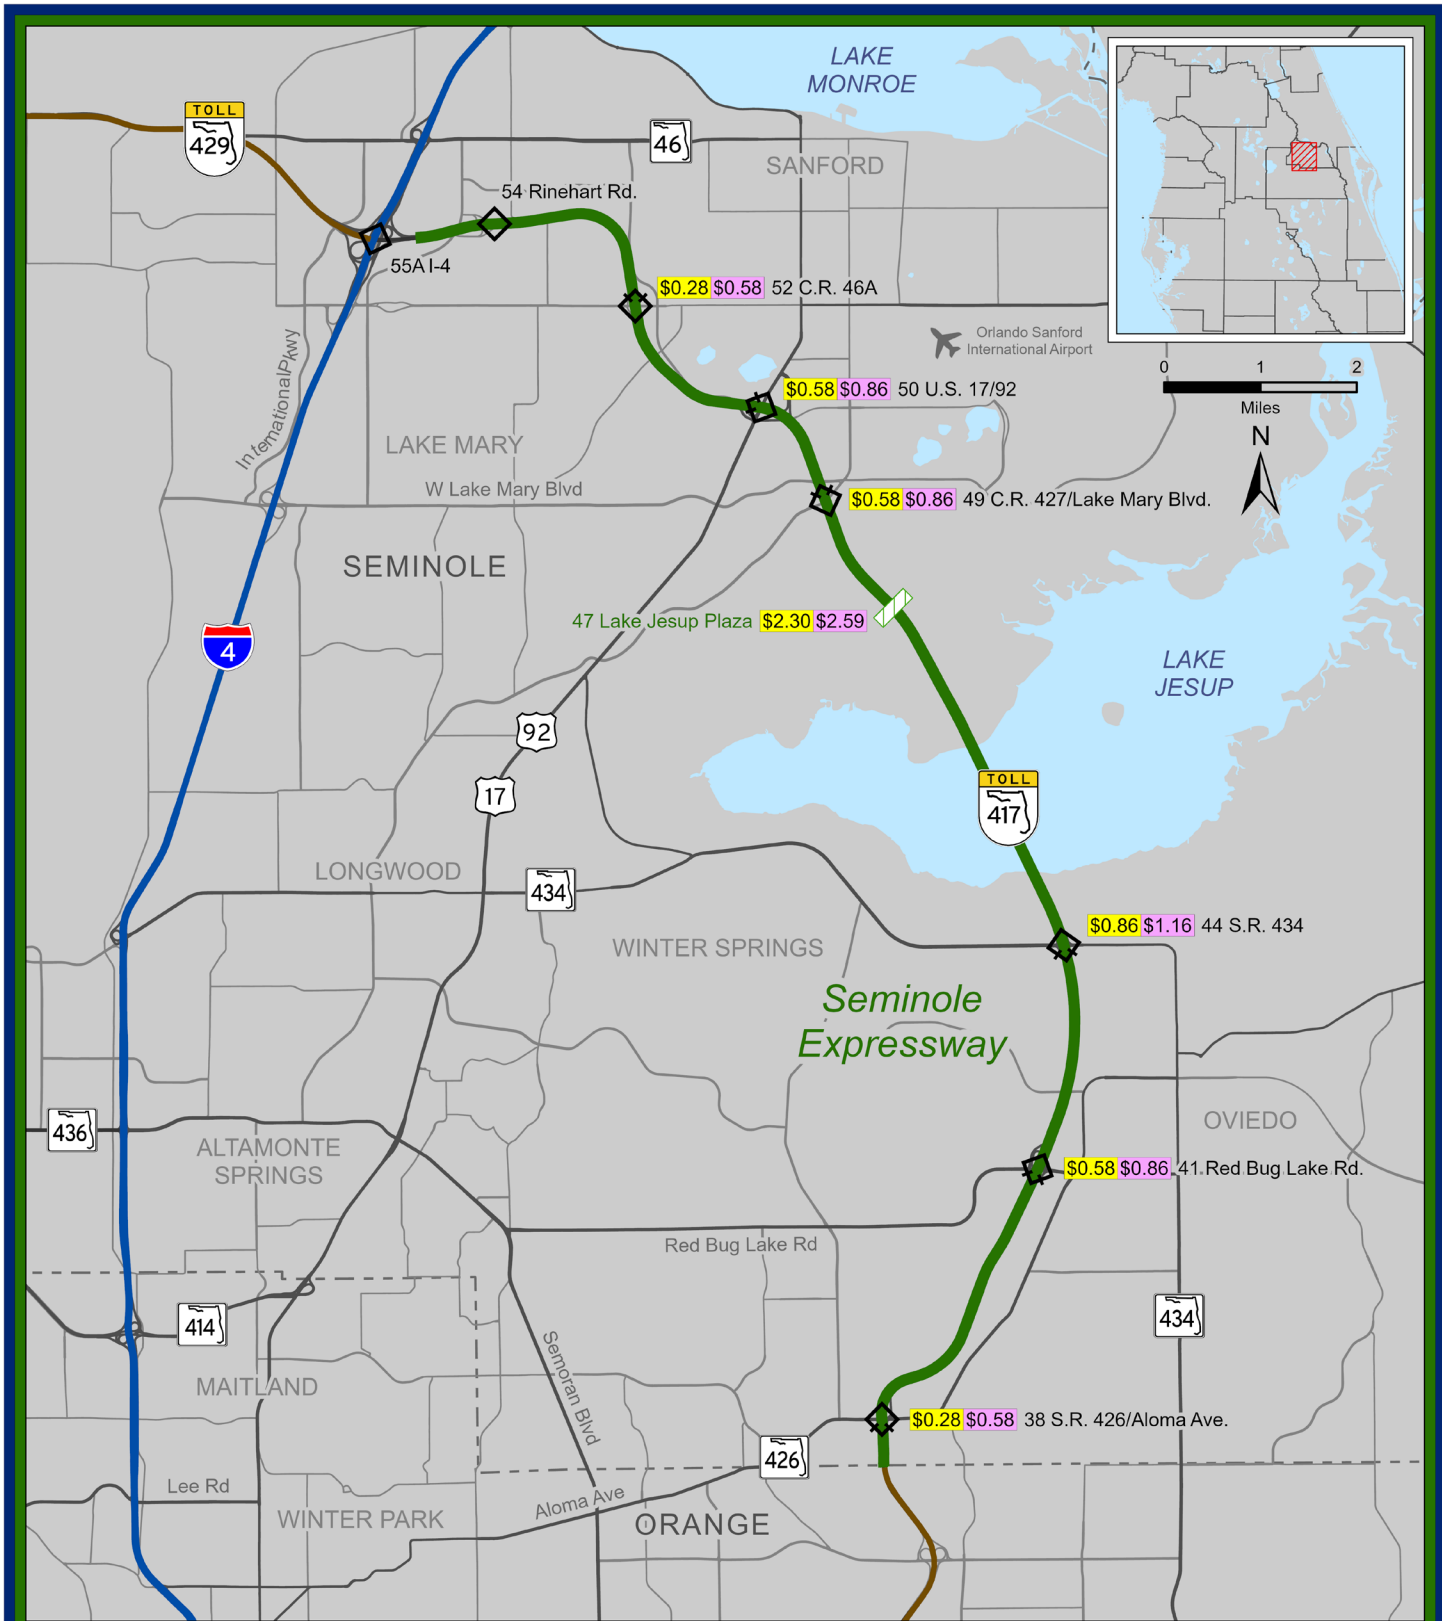 LAKE
MONROE
TOLL
429
46
SANFORD
54 Rinehart Rd.
55A I-4
$0.28 $0.58 52 C.R. 46A
Orlando Sanford
International Airport
0 1 2
Miles
N
International Pkwy
$0.58 $0.86 50 U.S. 17/92
LAKE MARY
W Lake Mary Blvd
$0.58 $0.86 49 C.R. 427/Lake Mary Blvd.
SEMINOLE
47 Lake Jesup Plaza $2.30 $2.59
4
LAKE
JESUP
92
17
TOLL
417
LONGWOOD
434
$0.86 $1.16 44 S.R. 434
WINTER SPRINGS
Seminole
Expressway
436
OVIEDO
ALTAMONTE
SPRINGS
$0.58 $0.86 41 Red Bug Lake Rd.
Red Bug Lake Rd
414
434
Semoran Blvd
MAITLAND
$0.28 $0.58 38 S.R. 426/Aloma Ave.
426
Lee Rd
Aloma Ave
WINTER PARK
ORANGE